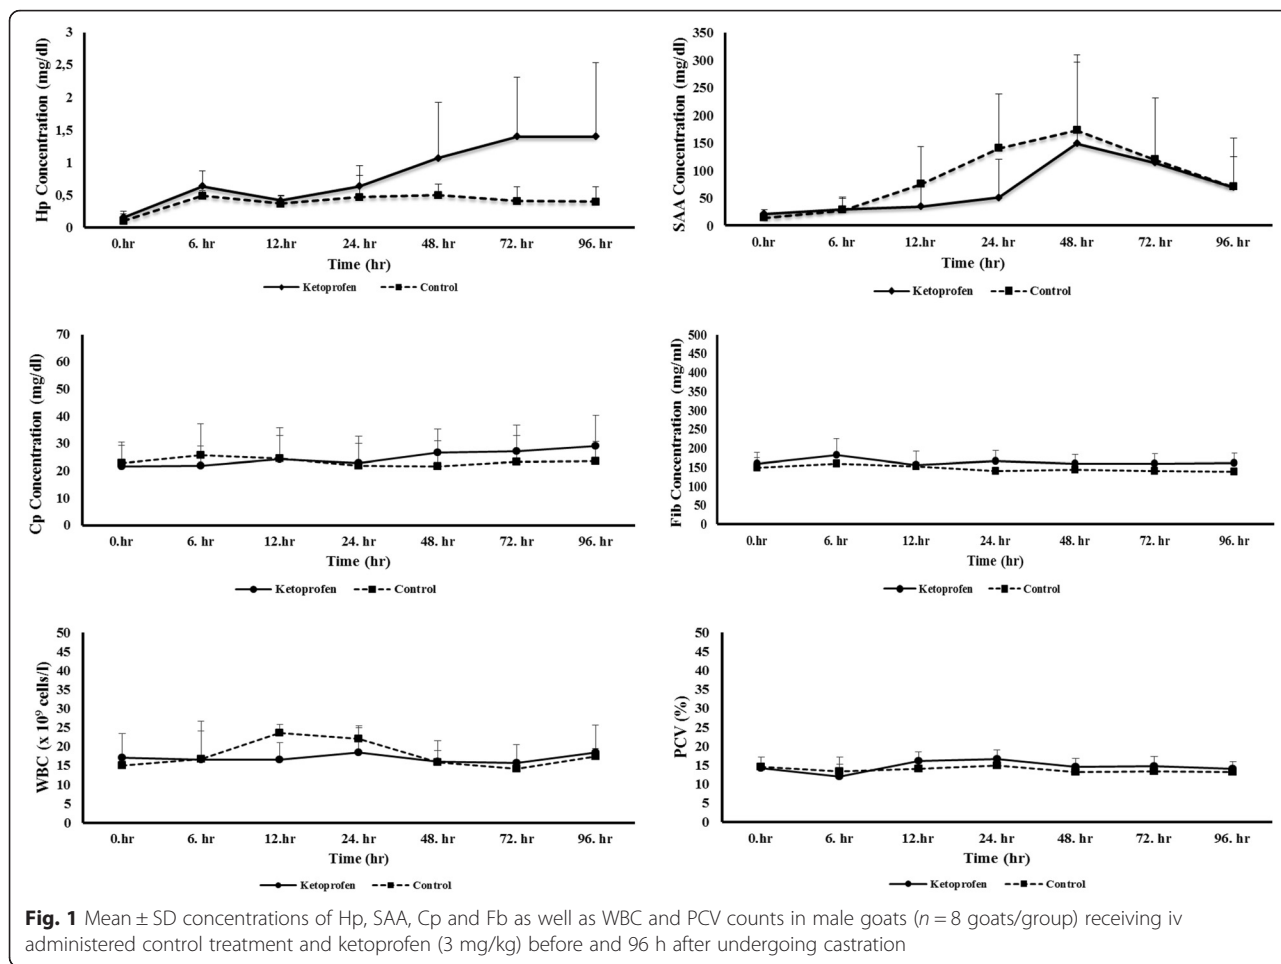 Hp Concentration (mg/dl)
3
2,5
2
1,5
1
0,5
0
0.hr 6. hr 12.hr 24. hr 48. hr 72. hr 96. hr
Time (hr)
Ketoprofen Control
SAA Concentration (mg/dl)
350
300
250
200
150
100
50
0
0.hr 6. hr 12.hr 24. hr 48. hr 72. hr 96. hr
Time (hr)
Ketoprofen Control
Cp Concentration (mg/dl)
70
60
50
40
30
20
10
0
0.hr 6. hr 12.hr 24. hr 48. hr 72. hr 96. hr
Time (hr)
Ketoprofen Control
Fib Concentration (mg/ml)
500
450
400
350
300
250
200
150
100
50
0
0.hr 6. hr 12.hr 24. hr 48. hr 72. hr 96. hr
Time (hr)
Ketoprofen Control
WBC (x 10⁹ cells/l)
50
45
40
35
30
25
20
15
10
5
0
0.hr 6. hr 12.hr 24. hr 48. hr 72. hr 96. hr
Time (hr)
Ketoprofen Control
PCV (%)
50
45
40
35
30
25
20
15
10
5
0
0.hr 6. hr 12.hr 24. hr 48. hr 72. hr 96. hr
Time (hr)
Ketoprofen Control
Fig. 1 Mean ± SD concentrations of Hp, SAA, Cp and Fb as well as WBC and PCV counts in male goats (n = 8 goats/group) receiving iv
administered control treatment and ketoprofen (3 mg/kg) before and 96 h after undergoing castration